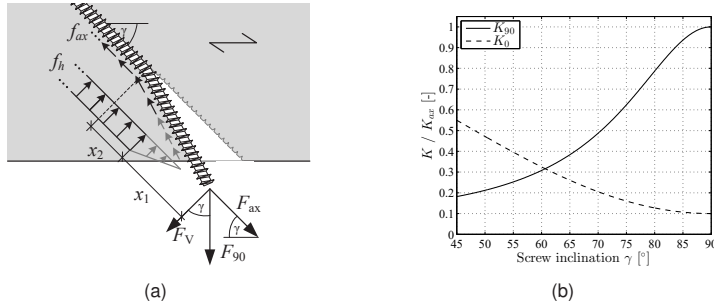 f_ax
γ
f_h
x_2
x_1
F_ax
γ
γ
F_V
F_90
(a)
K_90
K_0
K / K_ax [-]
1
0.9
0.8
0.7
0.6
0.5
0.4
0.3
0.2
0.1
0
45 50 55 60 65 70 75 80 85 90
Screw inclination γ [°]
(b)